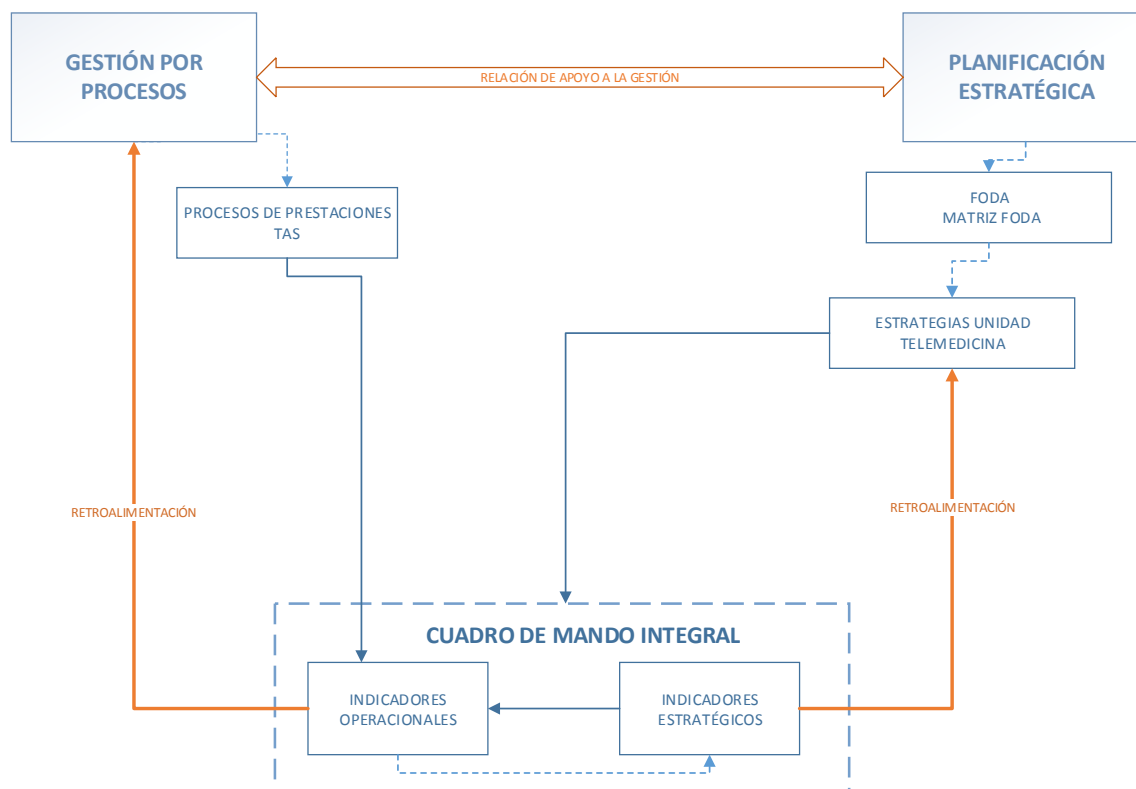 GESTIÓN POR
PROCESOS
RELACIÓN DE APOYO A LA GESTIÓN
PLANIFICACIÓN
ESTRATÉGICA
PROCESOS DE PRESTACIONES
TAS
FODA
MATRIZ FODA
ESTRATEGIAS UNIDAD
TELEMEDICINA
RETROALIMENTACIÓN
RETROALIMENTACIÓN
CUADRO DE MANDO INTEGRAL
INDICADORES
OPERACIONALES
INDICADORES
ESTRATÉGICOS